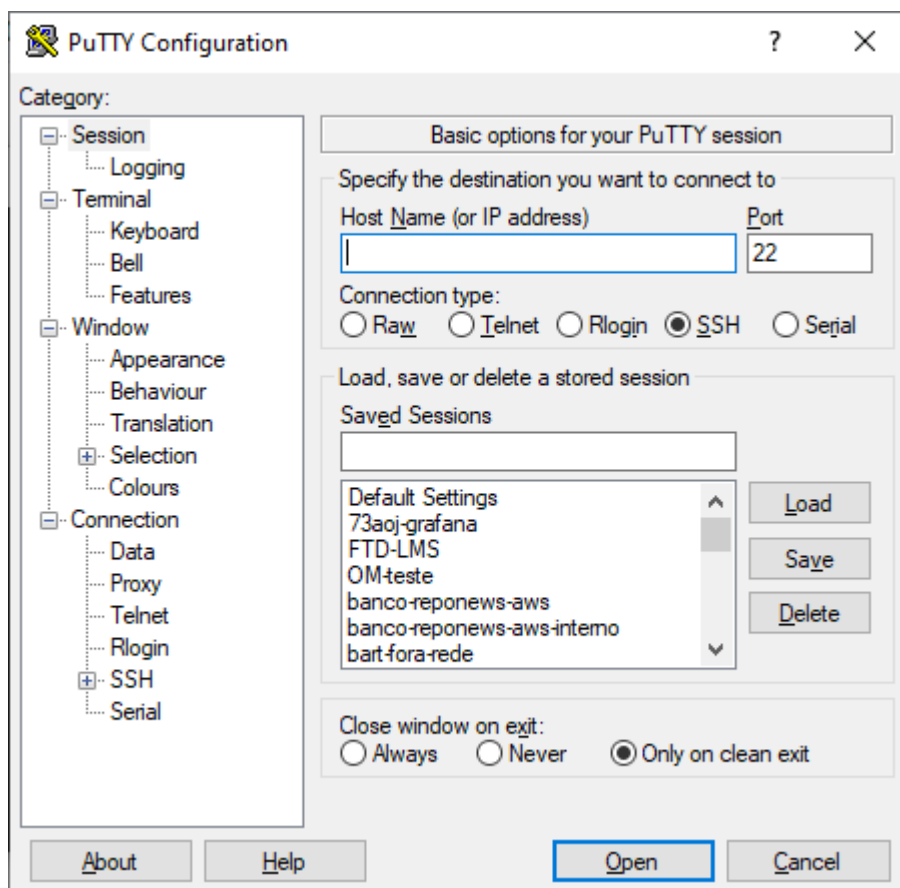 PuTTY Configuration
?
Category:
Session
Logging
Terminal
Keyboard
Bell
Features
Window
Appearance
Behaviour
Translation
Selection
Colours
Connection
Data
Proxy
Telnet
Rlogin
SSH
Serial
Basic options for your PuTTY session
Specify the destination you want to connect to
Host Name (or IP address) Port
22
Connection type:
Raw Telnet Rlogin SSH Serial
Load, save or delete a stored session
Saved Sessions
Default Settings
73aoj-grafana
FTD-LMS
OM-teste
banco-reponews-aws
banco-reponews-aws-interno
bart-fora-rede
Load
Save
Delete
Close window on exit:
Always Never Only on clean exit
About Help Open Cancel